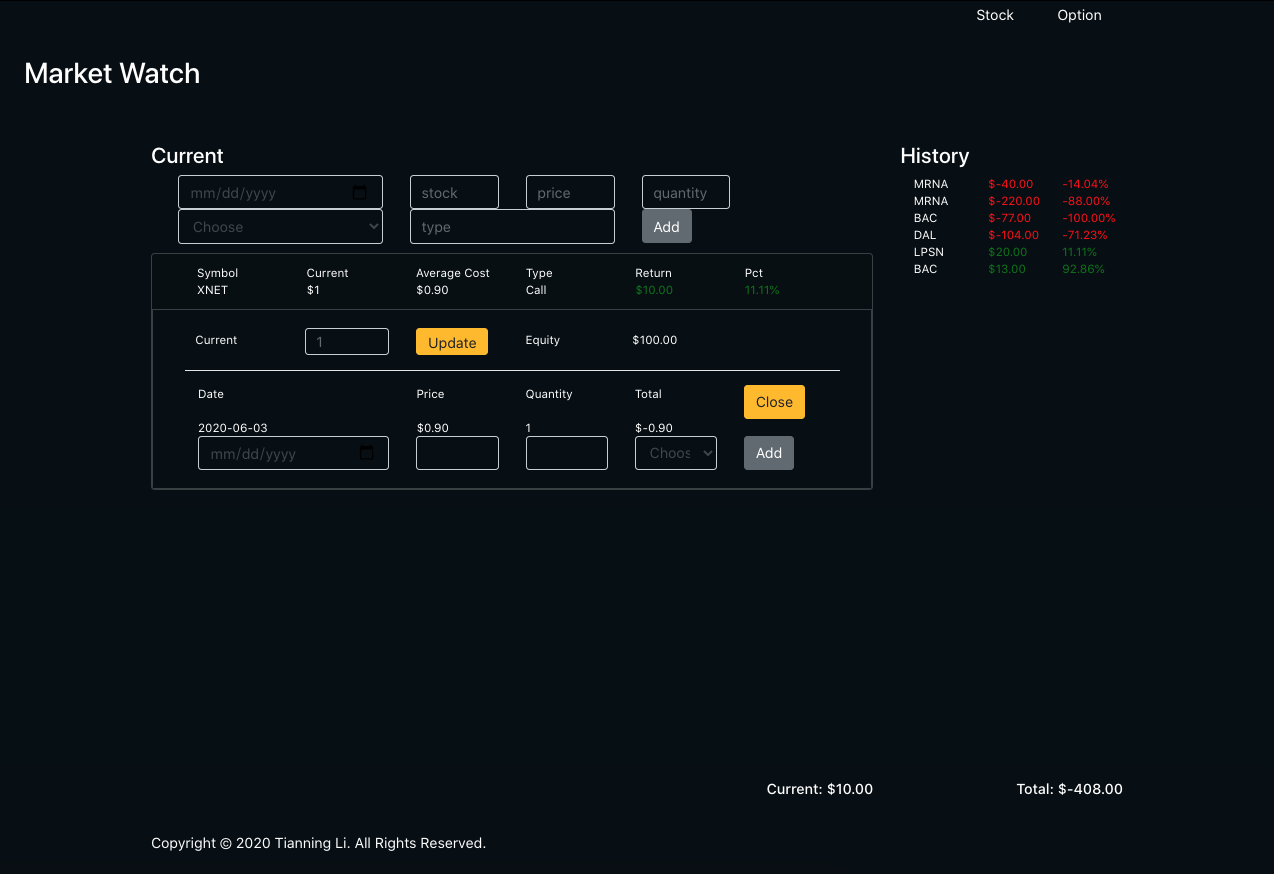 Stock Option
Market Watch
Current
mm/dd/yyyy stock price quantity
Choose type Add
Symbol Current Average Cost Type Return Pct
XNET $1 $0.90 Call $10.00 11.11%
Current 1 Update Equity $100.00
Date Price Quantity Total Close
2020-06-03 $0.90 1 $-0.90
mm/dd/yyyy Choos Add
History
MRNA $-40.00 -14.04%
MRNA $-220.00 -88.00%
BAC $-77.00 -100.00%
DAL $-104.00 -71.23%
LPSN $20.00 11.11%
BAC $13.00 92.86%
Current: $10.00 Total: $-408.00
Copyright © 2020 Tianning Li. All Rights Reserved.